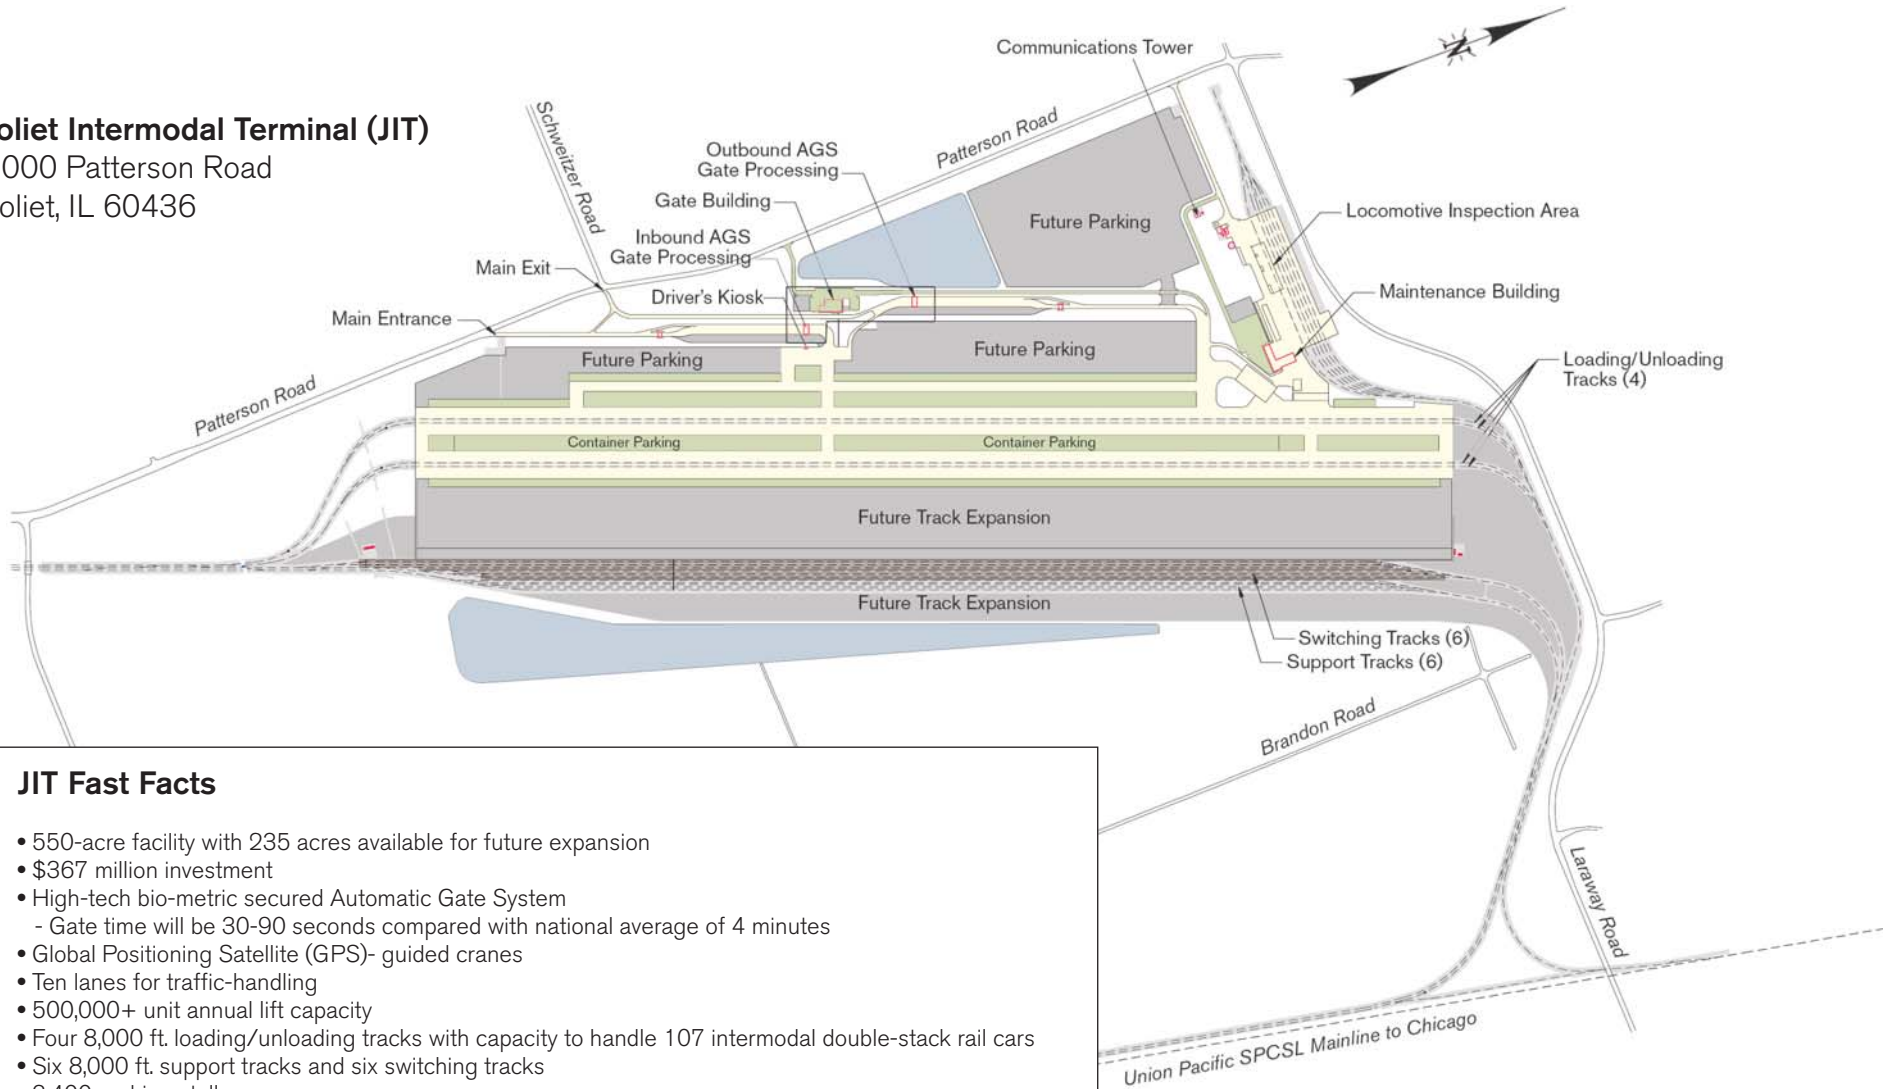 oliet Intermodal Terminal (JIT)
000 Patterson Road
oliet, IL 60436
Communications Tower
N
Schweitzer Road
Outbound AGS
Gate Processing
Patterson Road
Gate Building
Future Parking
Locomotive Inspection Area
Inbound AGS
Gate Processing
Main Exit
Driver's Kiosk
Maintenance Building
Main Entrance
Future Parking
Future Parking
Loading/Unloading
Tracks (4)
Patterson Road
Container Parking
Container Parking
Future Track Expansion
Future Track Expansion
Switching Tracks (6)
Support Tracks (6)
Brandon Road
Laraway Road
Union Pacific SPCSL Mainline to Chicago
JIT Fast Facts
• 550-acre facility with 235 acres available for future expansion
• $367 million investment
• High-tech bio-metric secured Automatic Gate System
- Gate time will be 30-90 seconds compared with national average of 4 minutes
• Global Positioning Satellite (GPS)- guided cranes
• Ten lanes for traffic-handling
• 500,000+ unit annual lift capacity
• Four 8,000 ft. loading/unloading tracks with capacity to handle 107 intermodal double-stack rail cars
• Six 8,000 ft. support tracks and six switching tracks